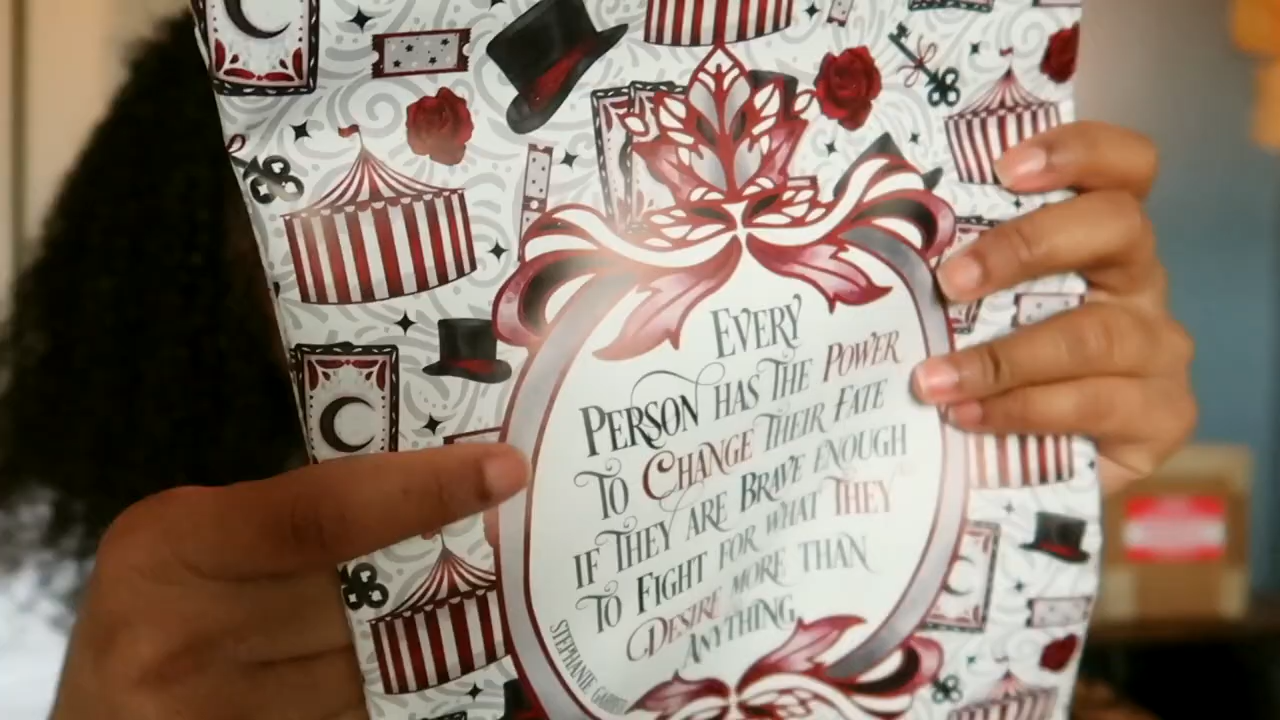 EVERY
PERSON HAS THE POWER
TO CHANGE THEIR FATE
IF THEY ARE BRAVE ENOUGH
TO FIGHT FOR WHAT THEY
DESIRE MORE THAN
ANYTHING.
STEPHANIE